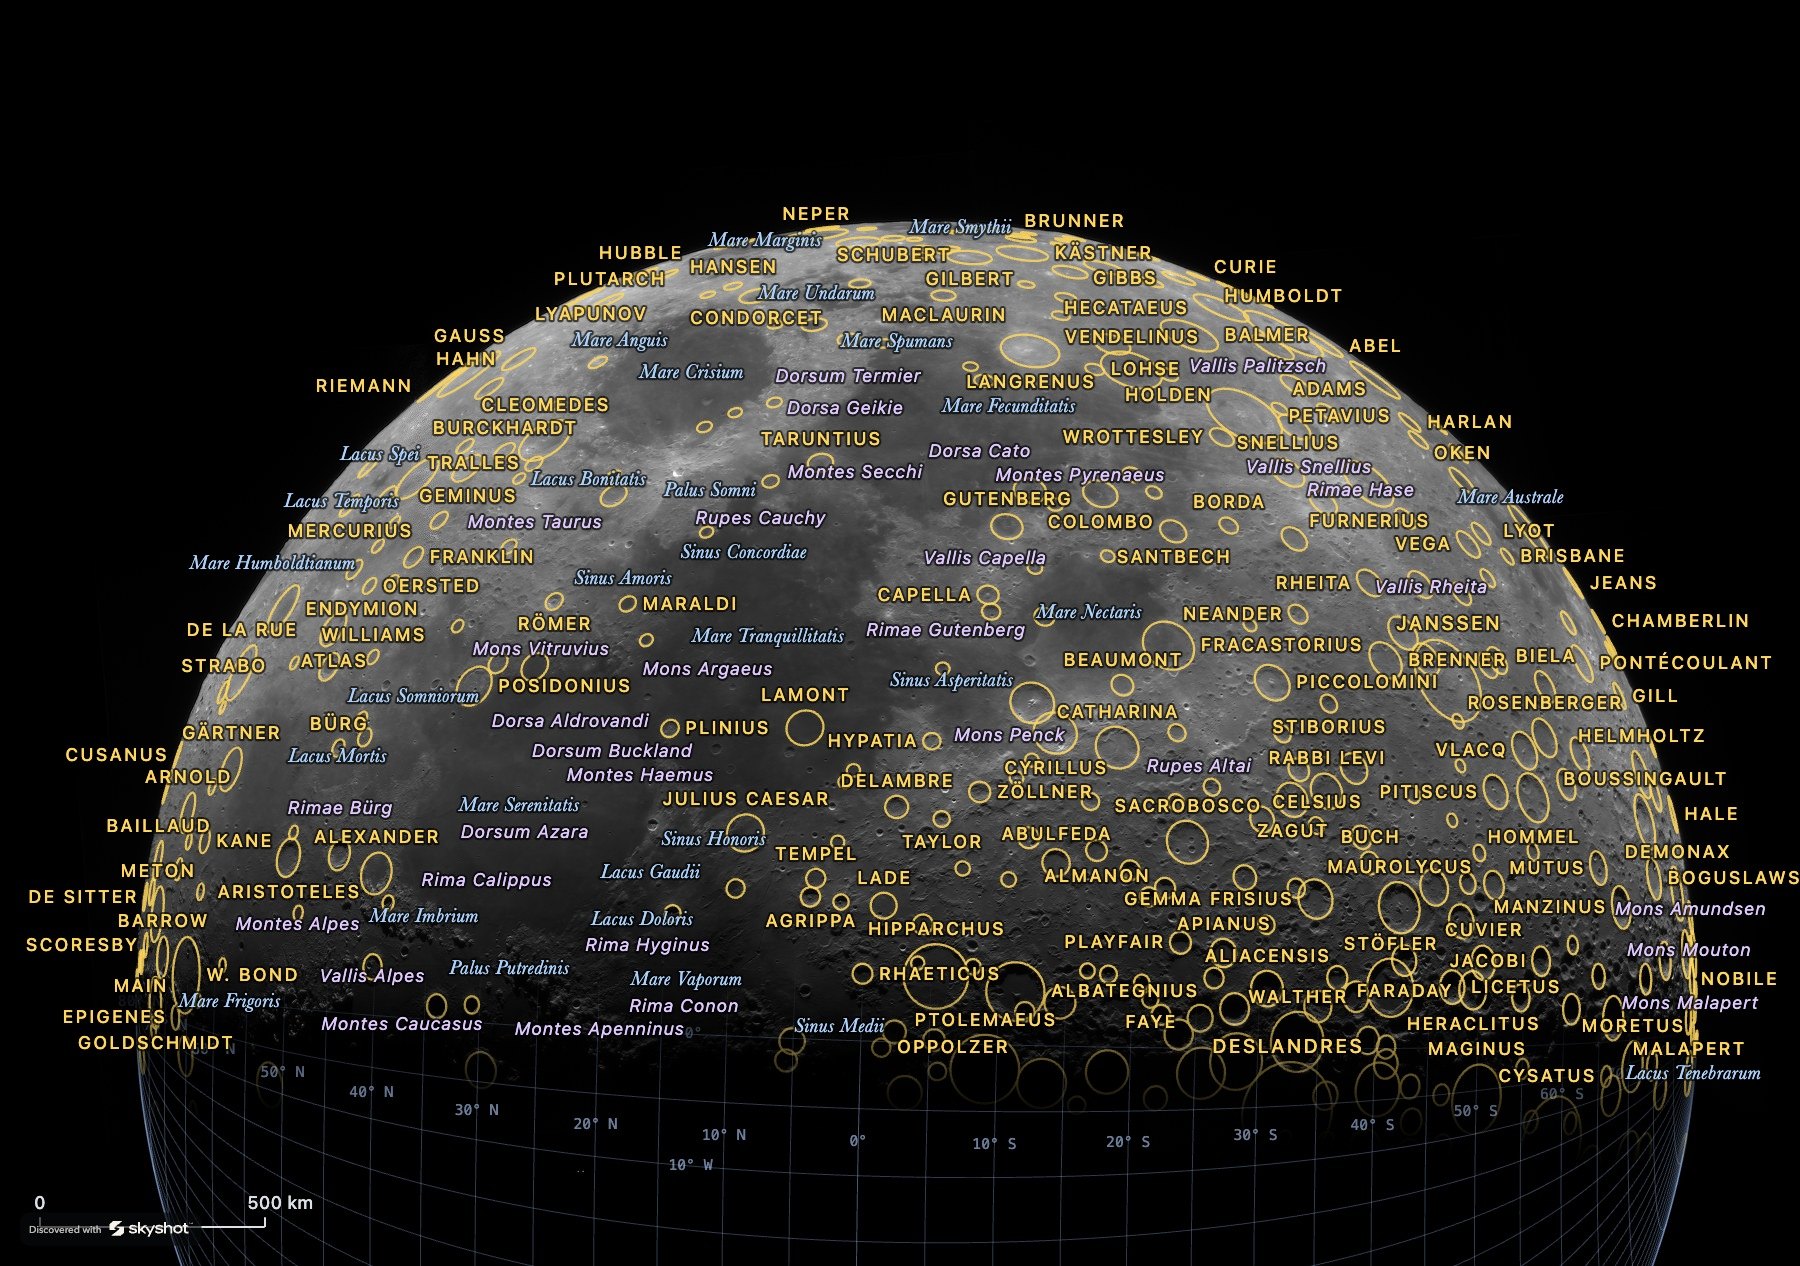 NEPER
BRUNNER
Mare Smythii
Mare Marginis
HUBBLE
SCHUBERT
KÄSTNER
HANSEN
CURIE
PLUTARCH
GILBERT
GIBBS
Mare Undarum
HUMBOLDT
LYAPUNOV
CONDORCET
MACLAURIN
HECATAEUS
GAUSS
Mare Anguis
Mare Spumans
VENDELINUS
BALMER
ABEL
HAHN
Mare Crisium
Dorsum Termier
LANGRENUS
LOHSE
Vallis Palitzsch
RIEMANN
HOLDEN
ADAMS
CLEOMEDES
Dorsa Geikie
Mare Fecunditatis
PETAVIUS
HARLAN
BURCKHARDT
TARUNTIUS
WROTTESLEY
SNELLIUS
Lacus Spei
TRALLES
Dorsa Cato
OKEN
Lacus Bonitatis
Montes Secchi
Montes Pyrenaeus
Vallis Snellius
Lacus Temporis
GEMINUS
Palus Somni
GUTENBERG
BORDA
Rimae Hase
Mare Australe
MERCURIUS
Montes Taurus
Rupes Cauchy
COLOMBO
FURNERIUS
LYOT
Mare Humboldtianum
FRANKLIN
Sinus Concordiae
Vallis Capella
SANTBECH
VEGA
BRISBANE
OERSTED
Sinus Amoris
RHEITA
Vallis Rheita
JEANS
ENDYMION
MARALDI
CAPELLA
Mare Nectaris
NEANDER
JANSSEN
CHAMBERLIN
DE LA RUE
WILLIAMS
RÖMER
Mare Tranquillitatis
Rimae Gutenberg
FRACASTORIUS
STRABO
ATLAS
Mons Vitruvius
Mons Argaeus
BEAUMONT
BRENNER
BIELA
PONTÉCOULANT
Lacus Somniorum
POSIDONIUS
LAMONT
Sinus Asperitatis
PICCOLOMINI
ROSENBERGER
GILL
GÄRTNER
BÜRG
Dorsa Aldrovandi
PLINIUS
HYPATIA
CATHARINA
Mons Penck
STIBORIUS
HELMHOLTZ
CUSANUS
Lacus Mortis
Dorsum Buckland
CYRILLUS
Rupes Altai
RABBI LEVI
VLACQ
ARNOLD
Montes Haemus
DELAMBRE
ZÖLLNER
BOUSSINGAULT
Rimae Bürg
Mare Serenitatis
JULIUS CAESAR
SACROBOSCO
CELSIUS
PITISCUS
HALE
BAILLAUD
KANE
ALEXANDER
Dorsum Azara
Sinus Honoris
TAYLOR
ABULFEDA
ZAGUT
BUCH
HOMMEL
METON
TEMPEL
DEMONAX
DE SITTER
ARISTOTELES
Rima Calippus
Lacus Gaudii
LADE
ALMANON
MAUROLYCUS
MUTUS
BOGUSLAWS
BARROW
Montes Alpes
Mare Imbrium
Lacus Doloris
AGRIPPA
HIPPARCHUS
GEMMA FRISIUS
APIANUS
MANZINUS
Mons Amundsen
SCORESBY
Rima Hyginus
PLAYFAIR
STÖFLER
CUVIER
Mons Mouton
MAIN
W. BOND
Vallis Alpes
Palus Putredinis
Mare Vaporum
RHAETICUS
ALIACENSIS
JACOBI
NOBILE
Mare Frigoris
Rima Conon
ALBATEGNIUS
WALTHER
FARADAY
LICETUS
Mons Malapert
EPIGENES
Montes Caucasus
Montes Apenninus
Sinus Medii
PTOLEMAEUS
FAYE
HERACLITUS
MORETUS
GOLDSCHMIDT
OPPOLZER
DESLANDRES
MAGINUS
MALAPERT
CYSATUS
Lacus Tenebrarum
50° N
40° N
30° N
20° N
10° N
0°
10° S
20° S
30° S
40° S
50° S
60° S
10° W
0 500 km
Discovered with skyshot